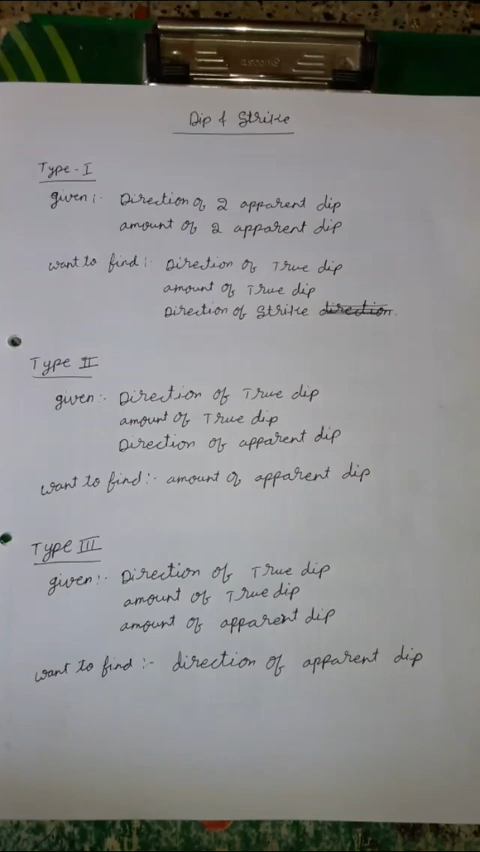 Dip & Strike
Type-I
given:- Direction of 2 apparent dip
amount of 2 apparent dip
want to find:- Direction of True dip
amount of True dip
Direction of Strike direction.
Type II
given:- Direction of True dip
amount of True dip
Direction of apparent dip
want to find:- amount of apparent dip
Type III
given:- Direction of True dip
amount of True dip
amount of apparent dip
want to find:- direction of apparent dip